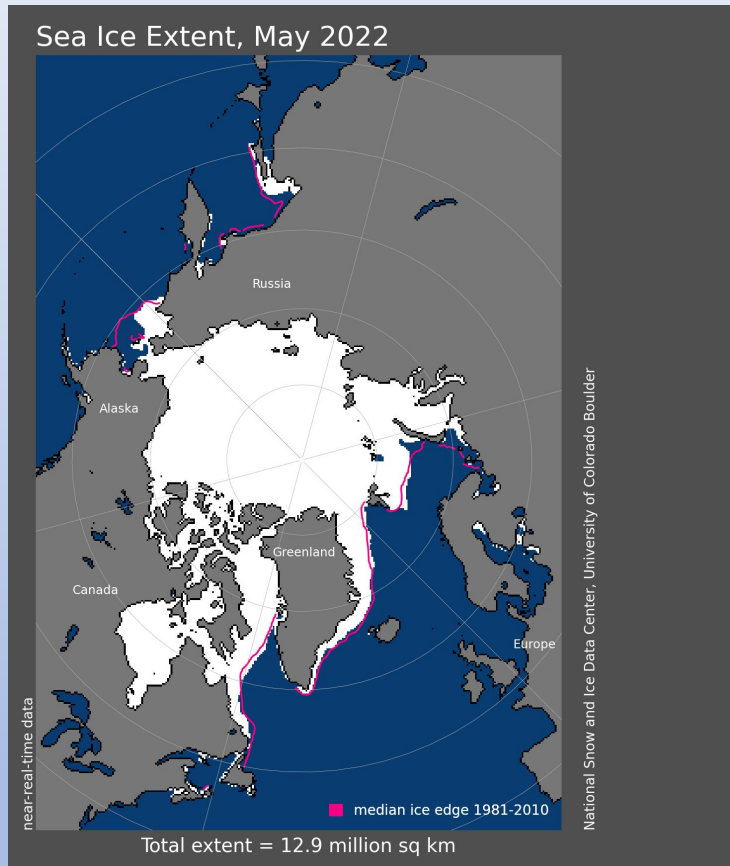 Sea Ice Extent, May 2022
Russia
Alaska
Greenland
Canada
Europe
near-real-time data
National Snow and Ice Data Center, University of Colorado Boulder
median ice edge 1981-2010
Total extent = 12.9 million sq km